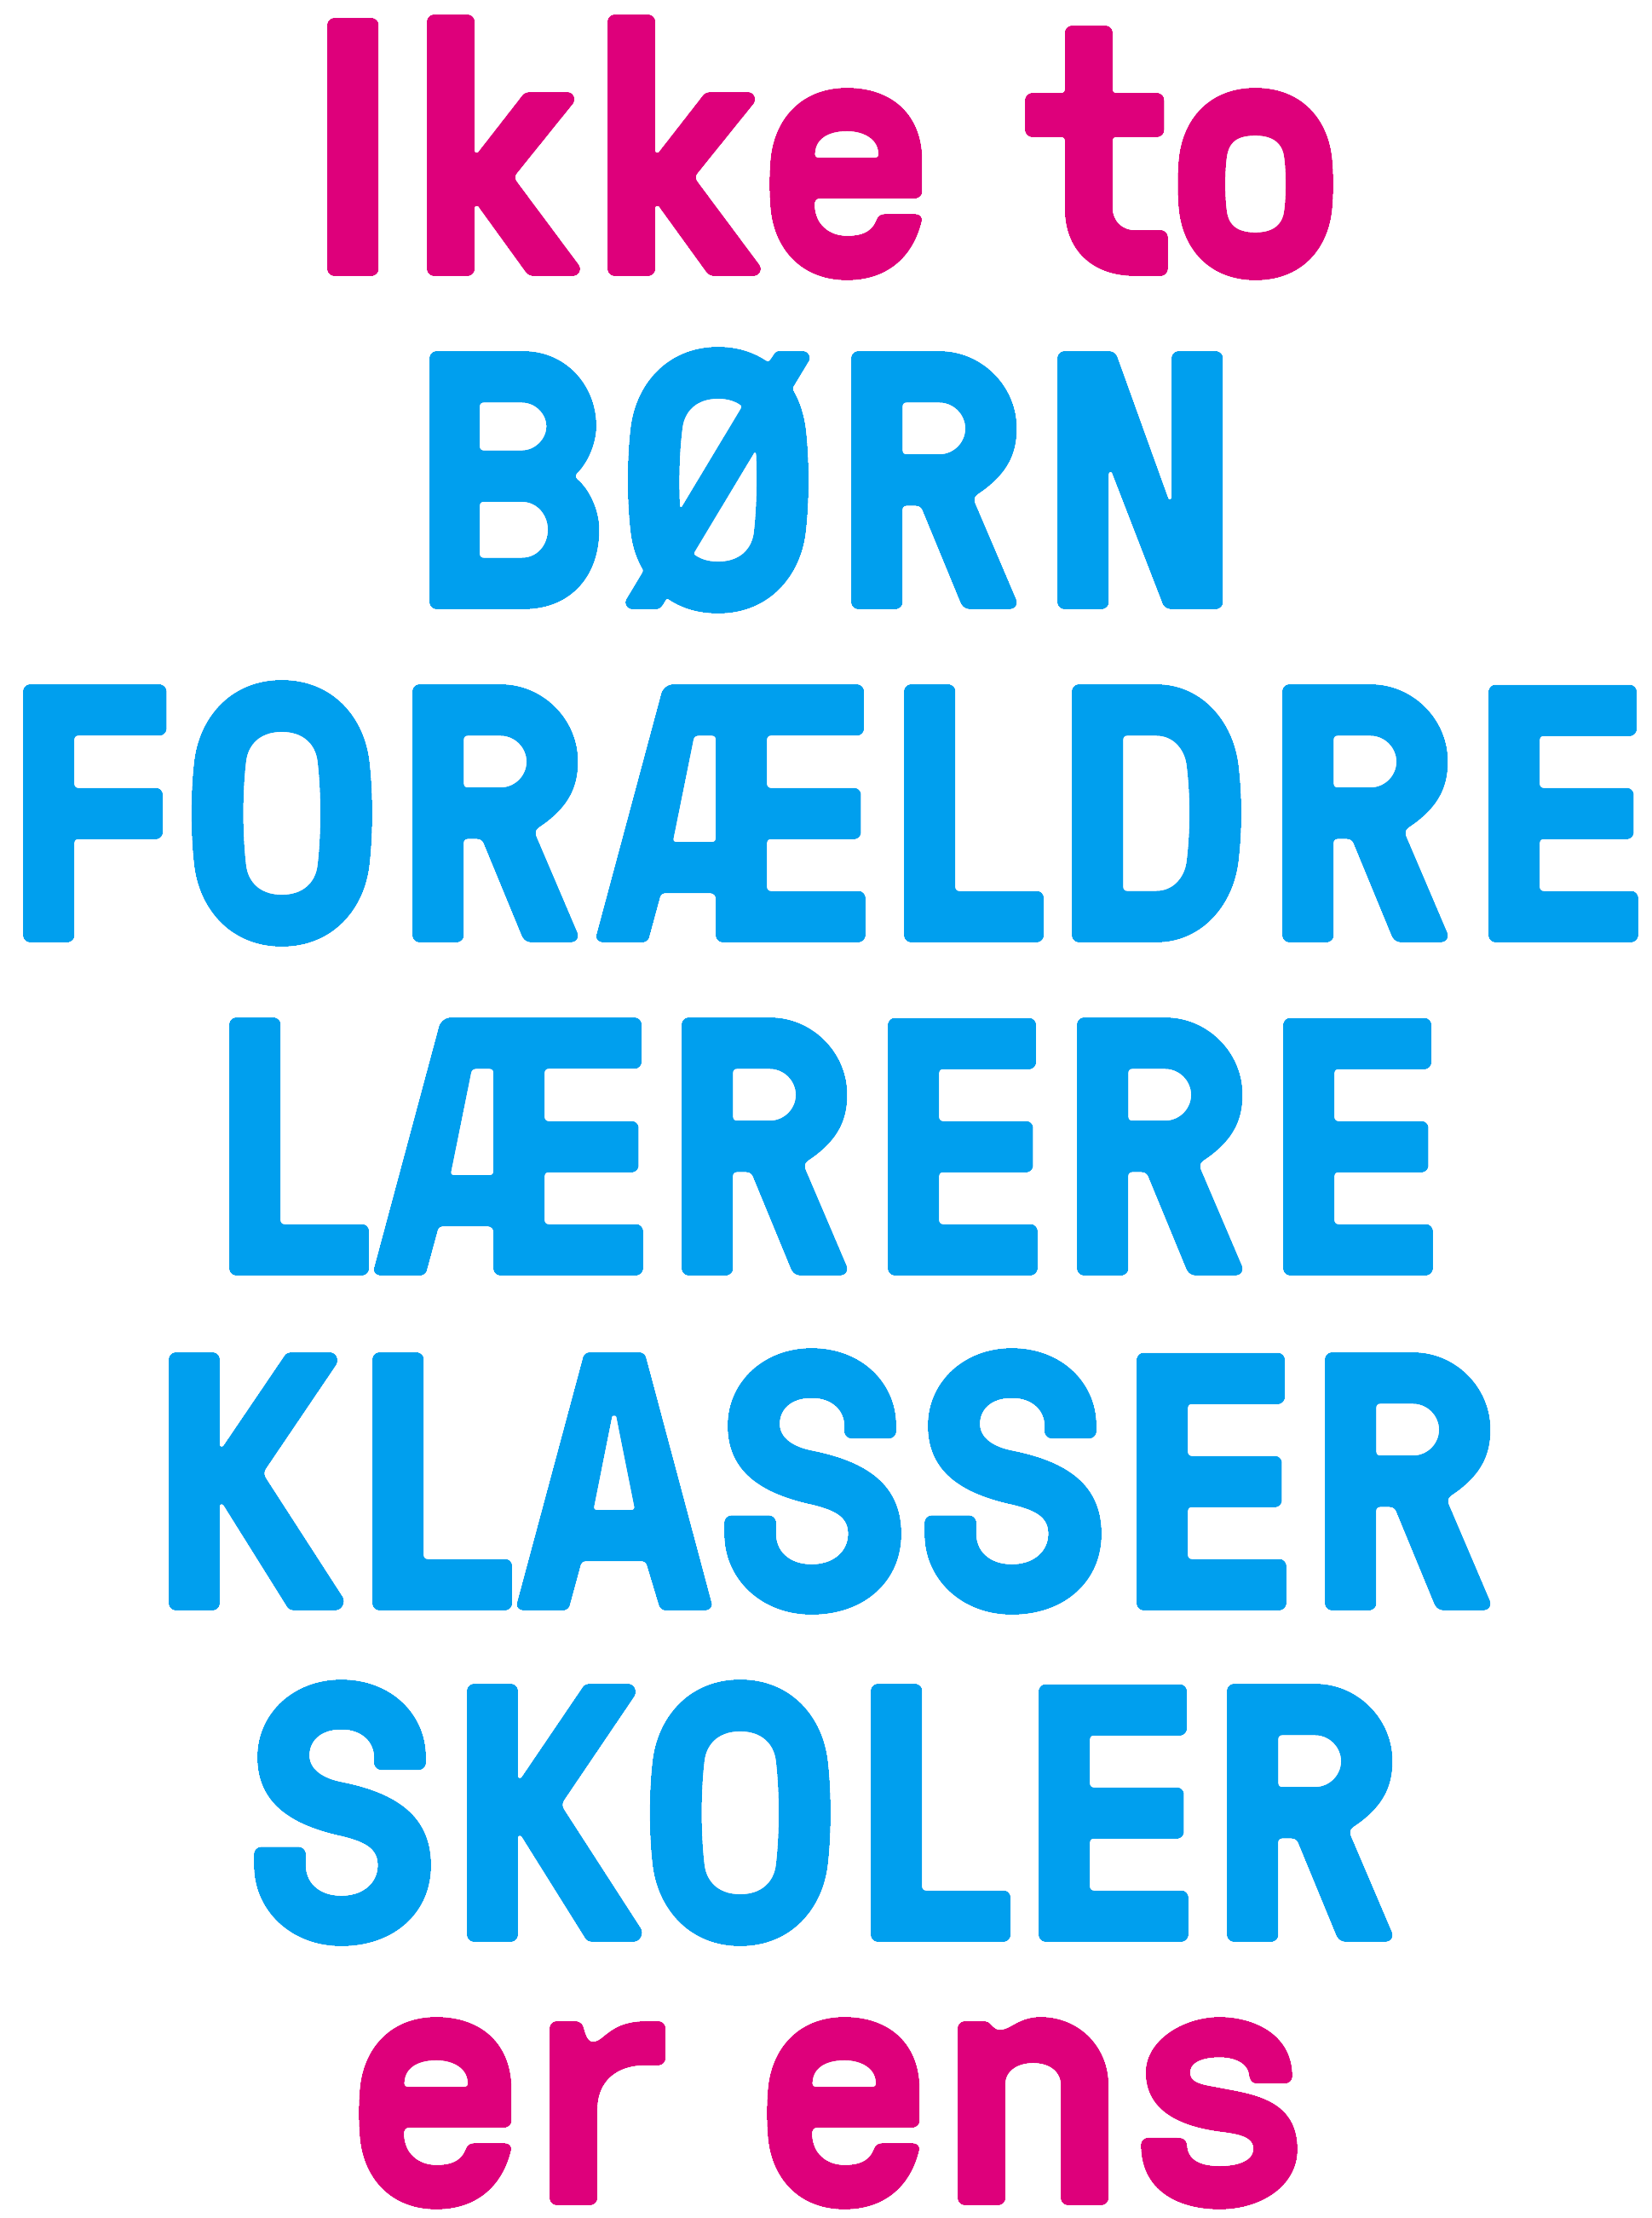 Ikke to
BØRN
FORÆLDRE
LÆRERE
KLASSER
SKOLER
er ens